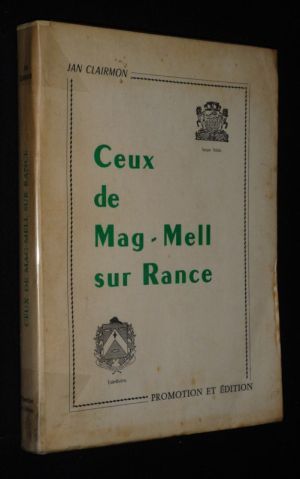 JAN CLAIRMON
Ceux
de
Mag-Mell
sur Rance
PROMOTION ET ÉDITION
CEUX DE MAG-MELL SUR RANCE